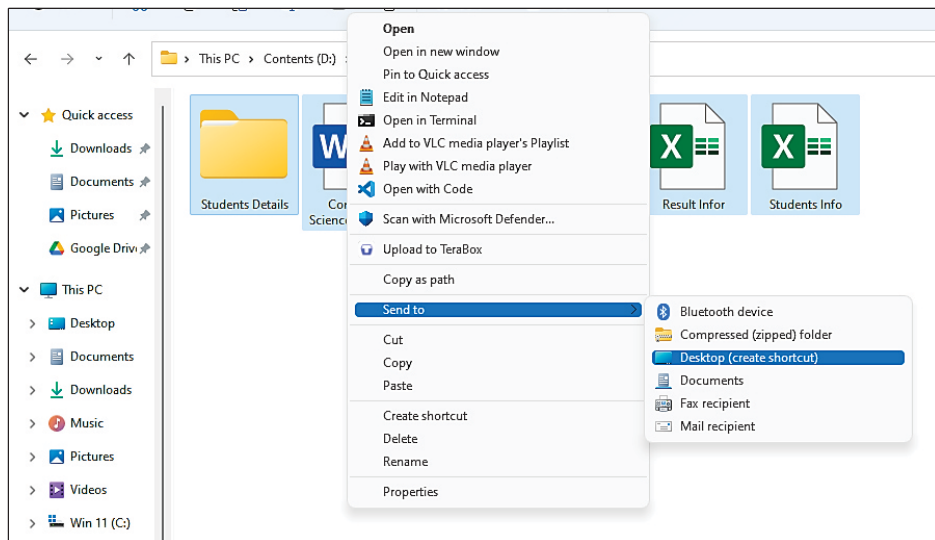 Open
Open in new window
Pin to Quick access
Edit in Notepad
Open in Terminal
Add to VLC media player's Playlist
Play with VLC media player
Open with Code
Scan with Microsoft Defender...
Upload to TeraBox
Copy as path
Send to
Cut
Copy
Paste
Create shortcut
Delete
Rename
Properties
Bluetooth device
Compressed (zipped) folder
Desktop (create shortcut)
Documents
Fax recipient
Mail recipient
This PC > Contents (D:)
Quick access
Downloads
Documents
Pictures
Google Driv
This PC
Desktop
Documents
Downloads
Music
Pictures
Videos
Win 11 (C:)
Students Details
W
Science
X
Result Infor
X
Students Info